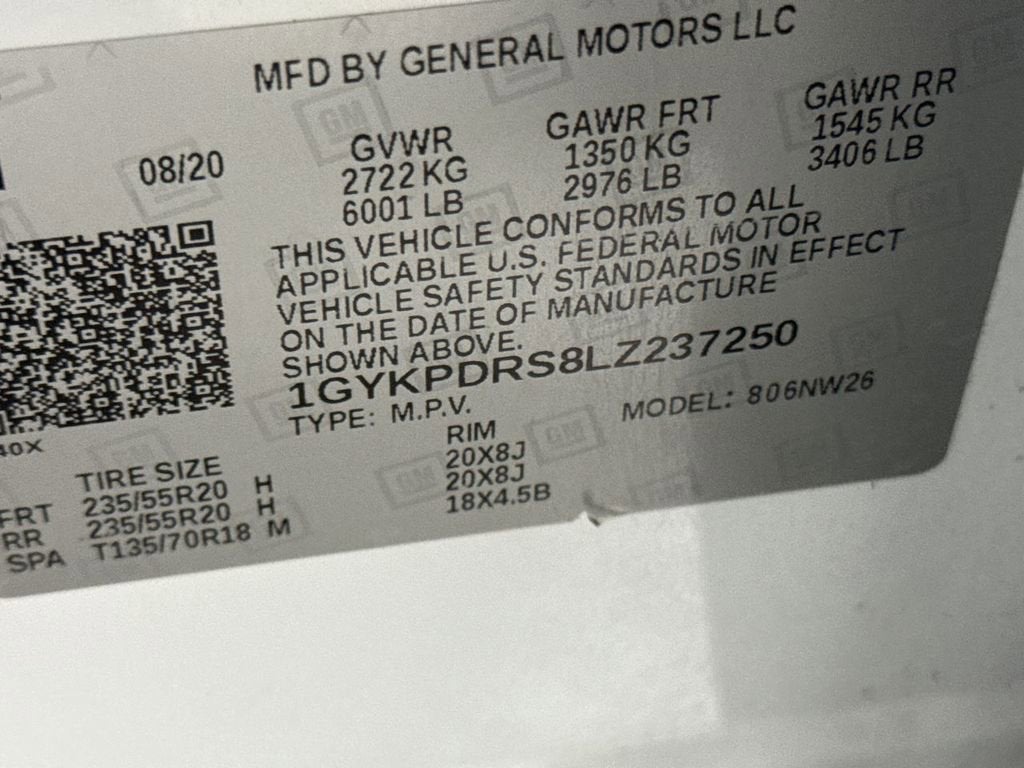 MFD BY GENERAL MOTORS LLC
08/20 GVWR GAWR FRT GAWR RR
2722 KG 1350 KG 1545 KG
6001 LB 2976 LB 3406 LB
THIS VEHICLE CONFORMS TO ALL
APPLICABLE U.S. FEDERAL MOTOR
VEHICLE SAFETY STANDARDS IN EFFECT
ON THE DATE OF MANUFACTURE
SHOWN ABOVE.
1GYKPDRS8LZ237250
TYPE: M.P.V. MODEL: 806NW26
40X
TIRE SIZE RIM
FRT 235/55R20 H 20X8J
RR 235/55R20 H 20X8J
SPA T135/70R18 M 18X4.5B